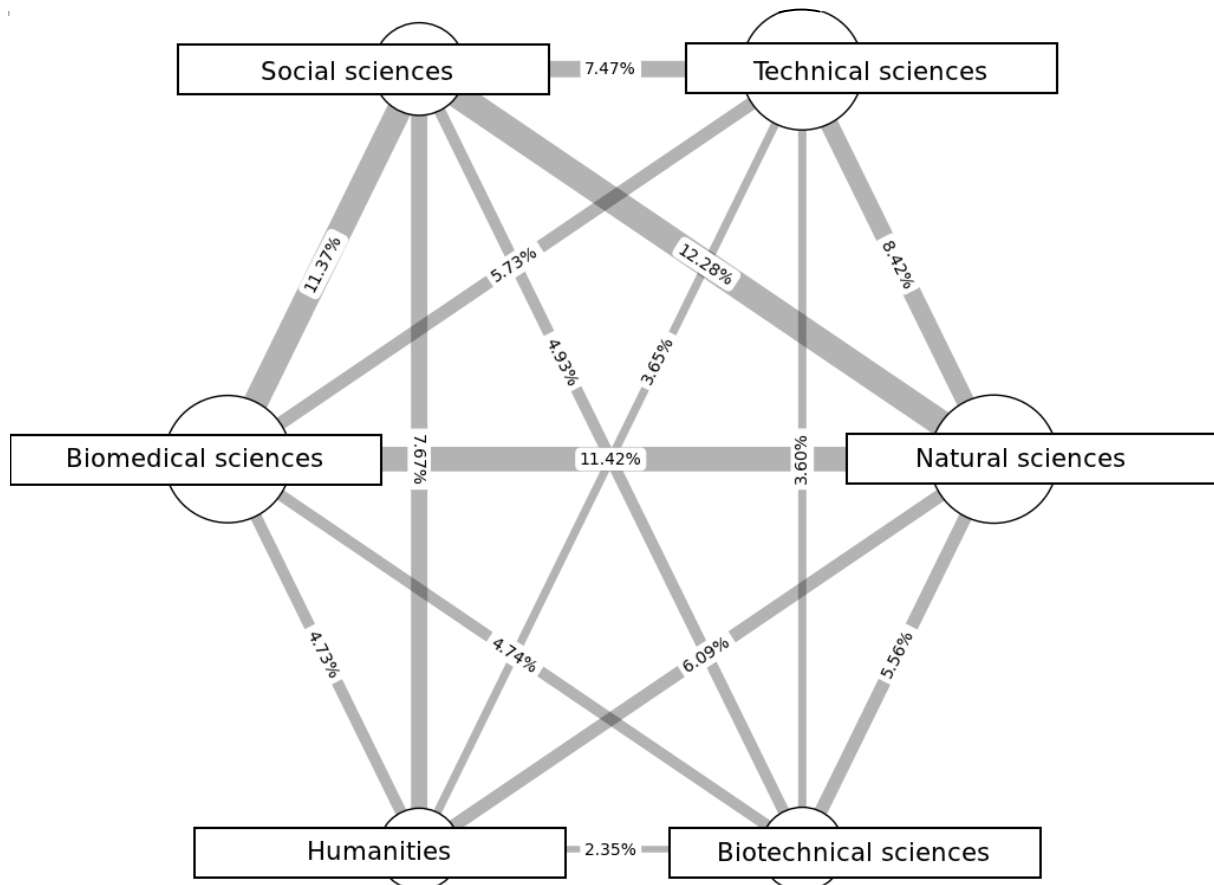 Social sciences
7.47%
Technical sciences
11.37%
5.73%
12.28%
8.42%
4.93%
3.65%
Biomedical sciences
7.67%
11.42%
3.60%
Natural sciences
4.73%
4.74%
6.09%
5.56%
Humanities
2.35%
Biotechnical sciences